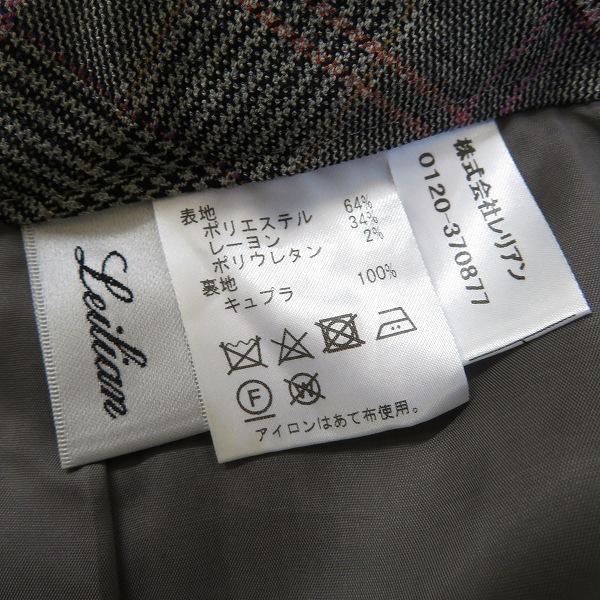 Leilian
表地
ポリエステル 64%
レーヨン 34%
ポリウレタン 2%
裏地
キュプラ 100%
F
W
アイロンはあて布使用。
株式会社レリアン
0120-370877